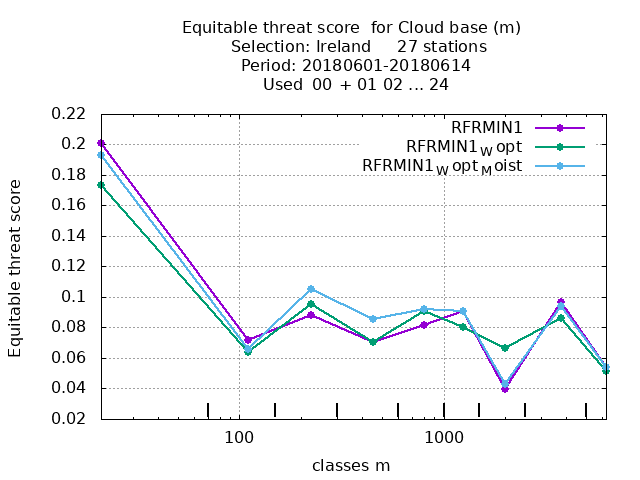 Equitable threat score  for Cloud base (m)
Selection: Ireland     27 stations
Period: 20180601-20180614
Used  00  + 01 02 ... 24
RFRMIN1
RFRMIN1Wopt
RFRMIN1WoptMoist
Equitable threat score
0.22
0.2
0.18
0.16
0.14
0.12
0.1
0.08
0.06
0.04
0.02
100
1000
classes m